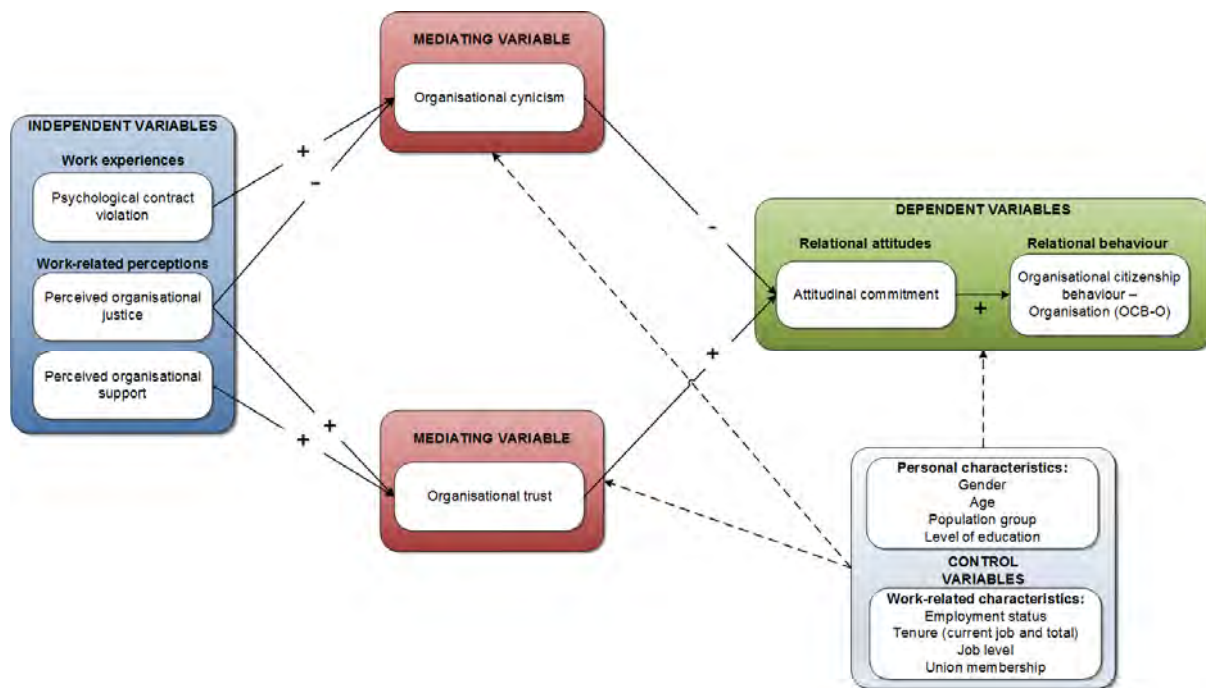 MEDIATING VARIABLE
Organisational cynicism
INDEPENDENT VARIABLES
Work experiences
Psychological contract
violation
Work-related perceptions
Perceived organisational
justice
Perceived organisational
support
+
-
+
+
MEDIATING VARIABLE
Organisational trust
-
+
DEPENDENT VARIABLES
Relational attitudes
Attitudinal commitment
+
Relational behaviour
Organisational citizenship
behaviour –
Organisation (OCB-O)
Personal characteristics:
Gender
Age
Population group
Level of education
CONTROL
VARIABLES
Work-related characteristics:
Employment status
Tenure (current job and total)
Job level
Union membership